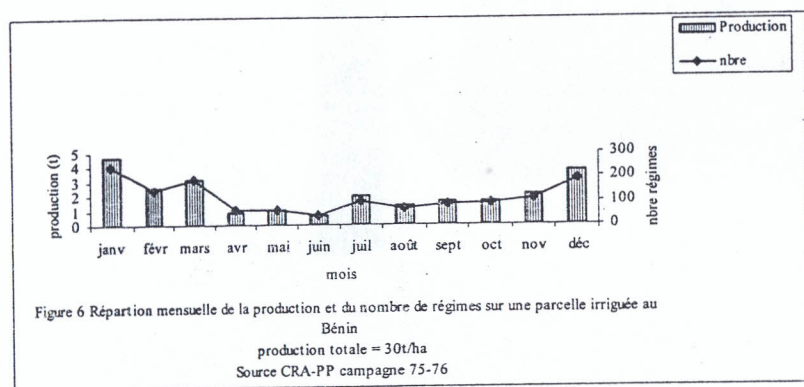 Production
nbre
production (t)
5
4
3
2
1
0
300
200
100
0
nbre régimes
janv févr mars avr mai juin juil août sept oct nov déc
mois
Figure 6 Répartion mensuelle de la production et du nombre de régimes sur une parcelle irriguée au
Bénin
production totale = 30t/ha
Source CRA-PP campagne 75-76